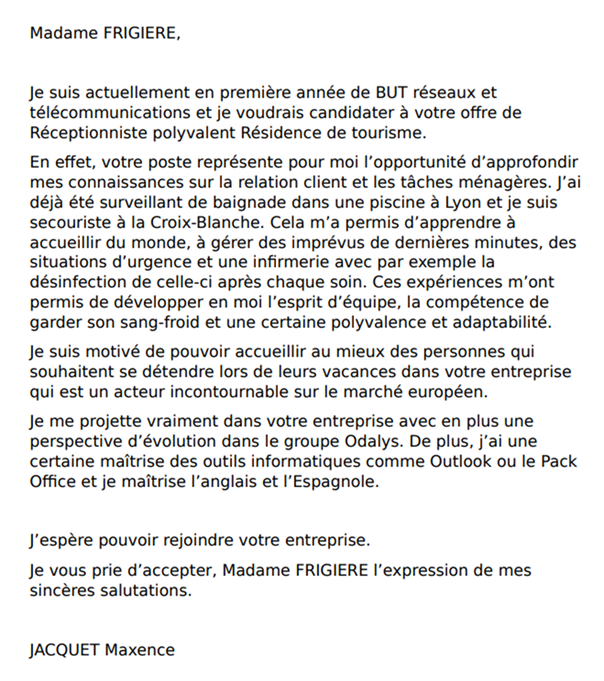 Madame FRIGIERE,
Je suis actuellement en première année de BUT réseaux et
télécommunications et je voudrais candidater à votre offre de
Réceptionniste polyvalent Résidence de tourisme.
En effet, votre poste représente pour moi l’opportunité d’approfondir
mes connaissances sur la relation client et les tâches ménagères. J’ai
déjà été surveillant de baignade dans une piscine à Lyon et je suis
secouriste à la Croix-Blanche. Cela m’a permis d’apprendre à
accueillir du monde, à gérer des imprévus de dernières minutes, des
situations d’urgence et une infirmerie avec par exemple la
désinfection de celle-ci après chaque soin. Ces expériences m’ont
permis de développer en moi l’esprit d’équipe, la compétence de
garder son sang-froid et une certaine polyvalence et adaptabilité.
Je suis motivé de pouvoir accueillir au mieux des personnes qui
souhaitent se détendre lors de leurs vacances dans votre entreprise
qui est un acteur incontournable sur le marché européen.
Je me projette vraiment dans votre entreprise avec en plus une
perspective d’évolution dans le groupe Odalys. De plus, j’ai une
certaine maîtrise des outils informatiques comme Outlook ou le Pack
Office et je maîtrise l’anglais et l’Espagnole.
J’espère pouvoir rejoindre votre entreprise.
Je vous prie d’accepter, Madame FRIGIERE l’expression de mes
sincères salutations.
JACQUET Maxence